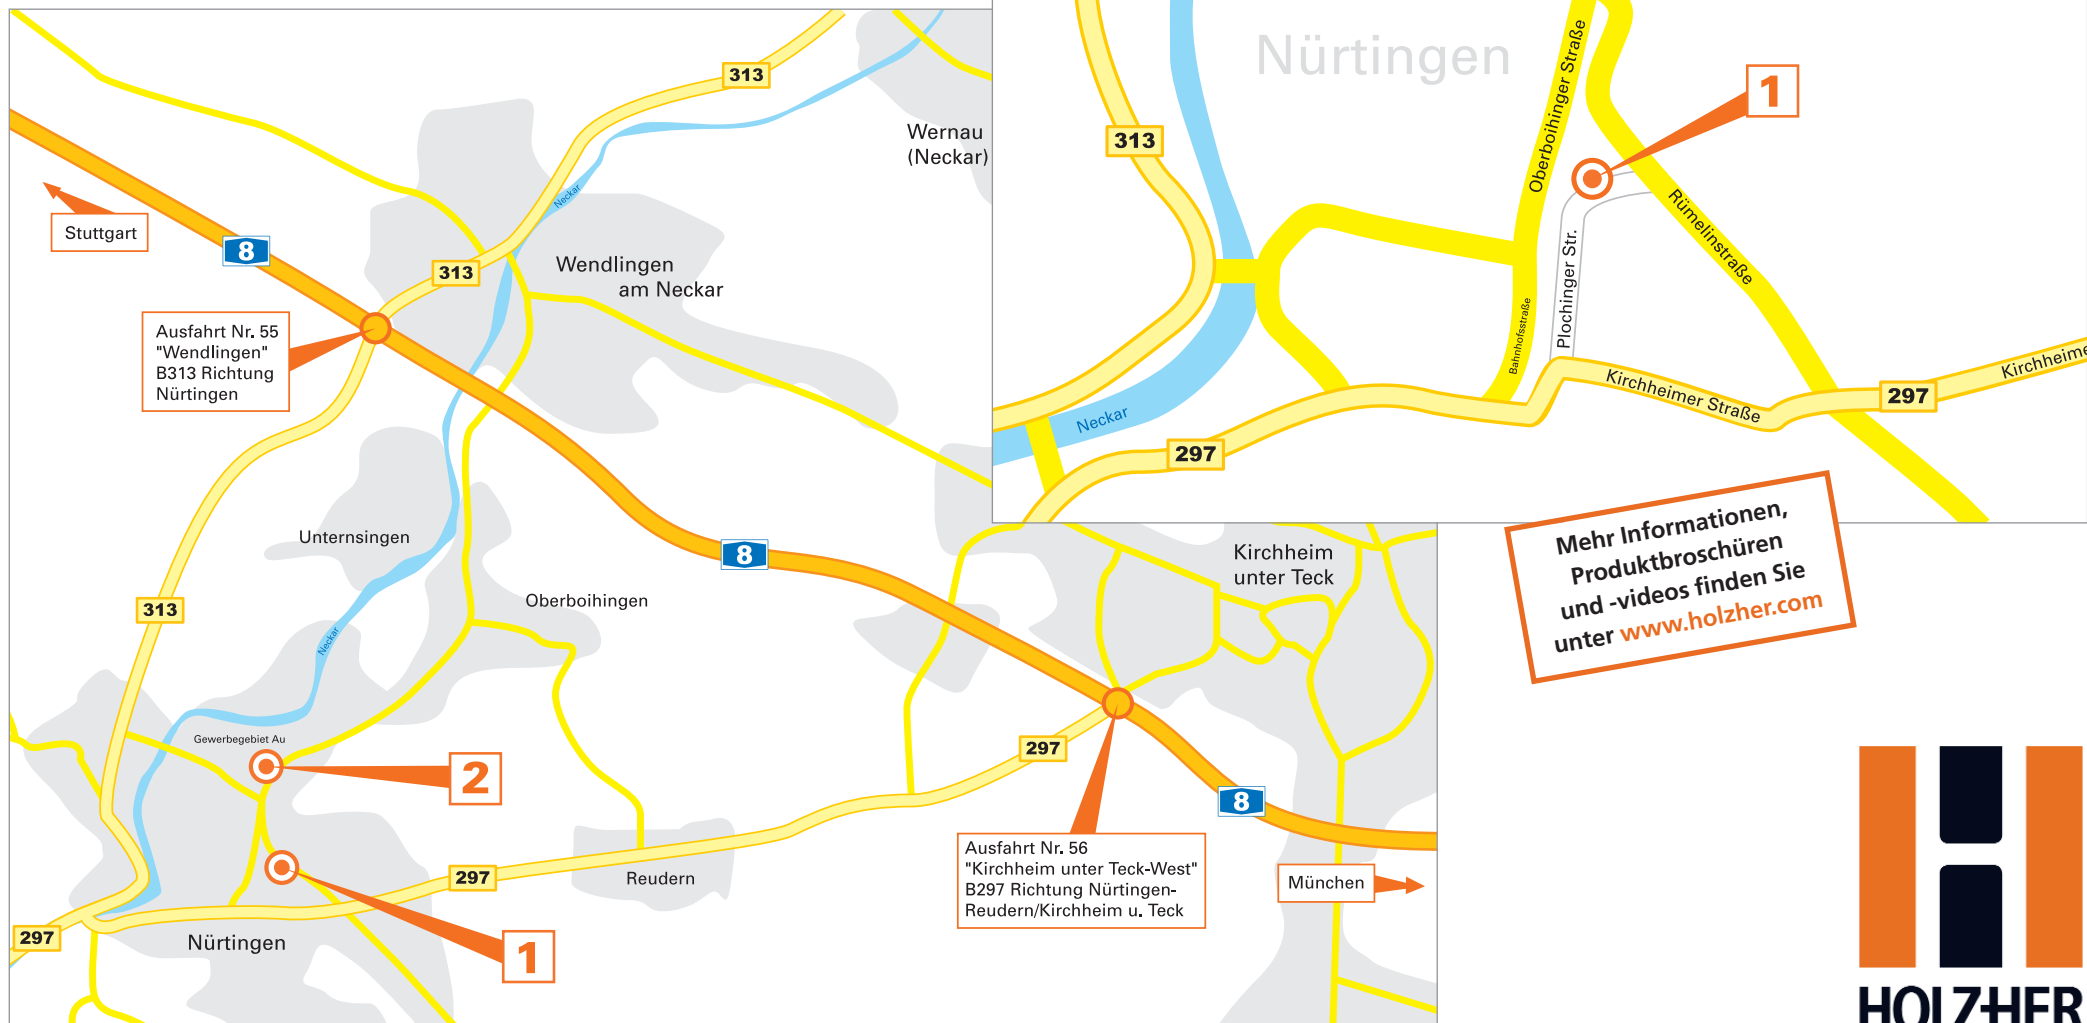 313
Wernau
(Neckar)
Neckar
Stuttgart
8
313
Wendlingen
am Neckar
Ausfahrt Nr. 55
"Wendlingen"
B313 Richtung
Nürtingen
Unternsingen
8
Oberboihingen
313
Neckar
Kirchheim
unter Teck
Gewerbegebiet Au
2
297
8
Ausfahrt Nr. 56
"Kirchheim unter Teck-West"
B297 Richtung Nürtingen-
Reudern/Kirchheim u. Teck
München
297
Reudern
297
Nürtingen
1
Nürtingen
313
Oberboihinger Straße
1
Rümelinstraße
Plochinger Str.
Bahnhofsstraße
Kirchheimer Straße
297
Kirchheime
Neckar
297
Mehr Informationen,
Produktbroschüren
und -videos finden Sie
unter www.holzher.com
HOLZHER